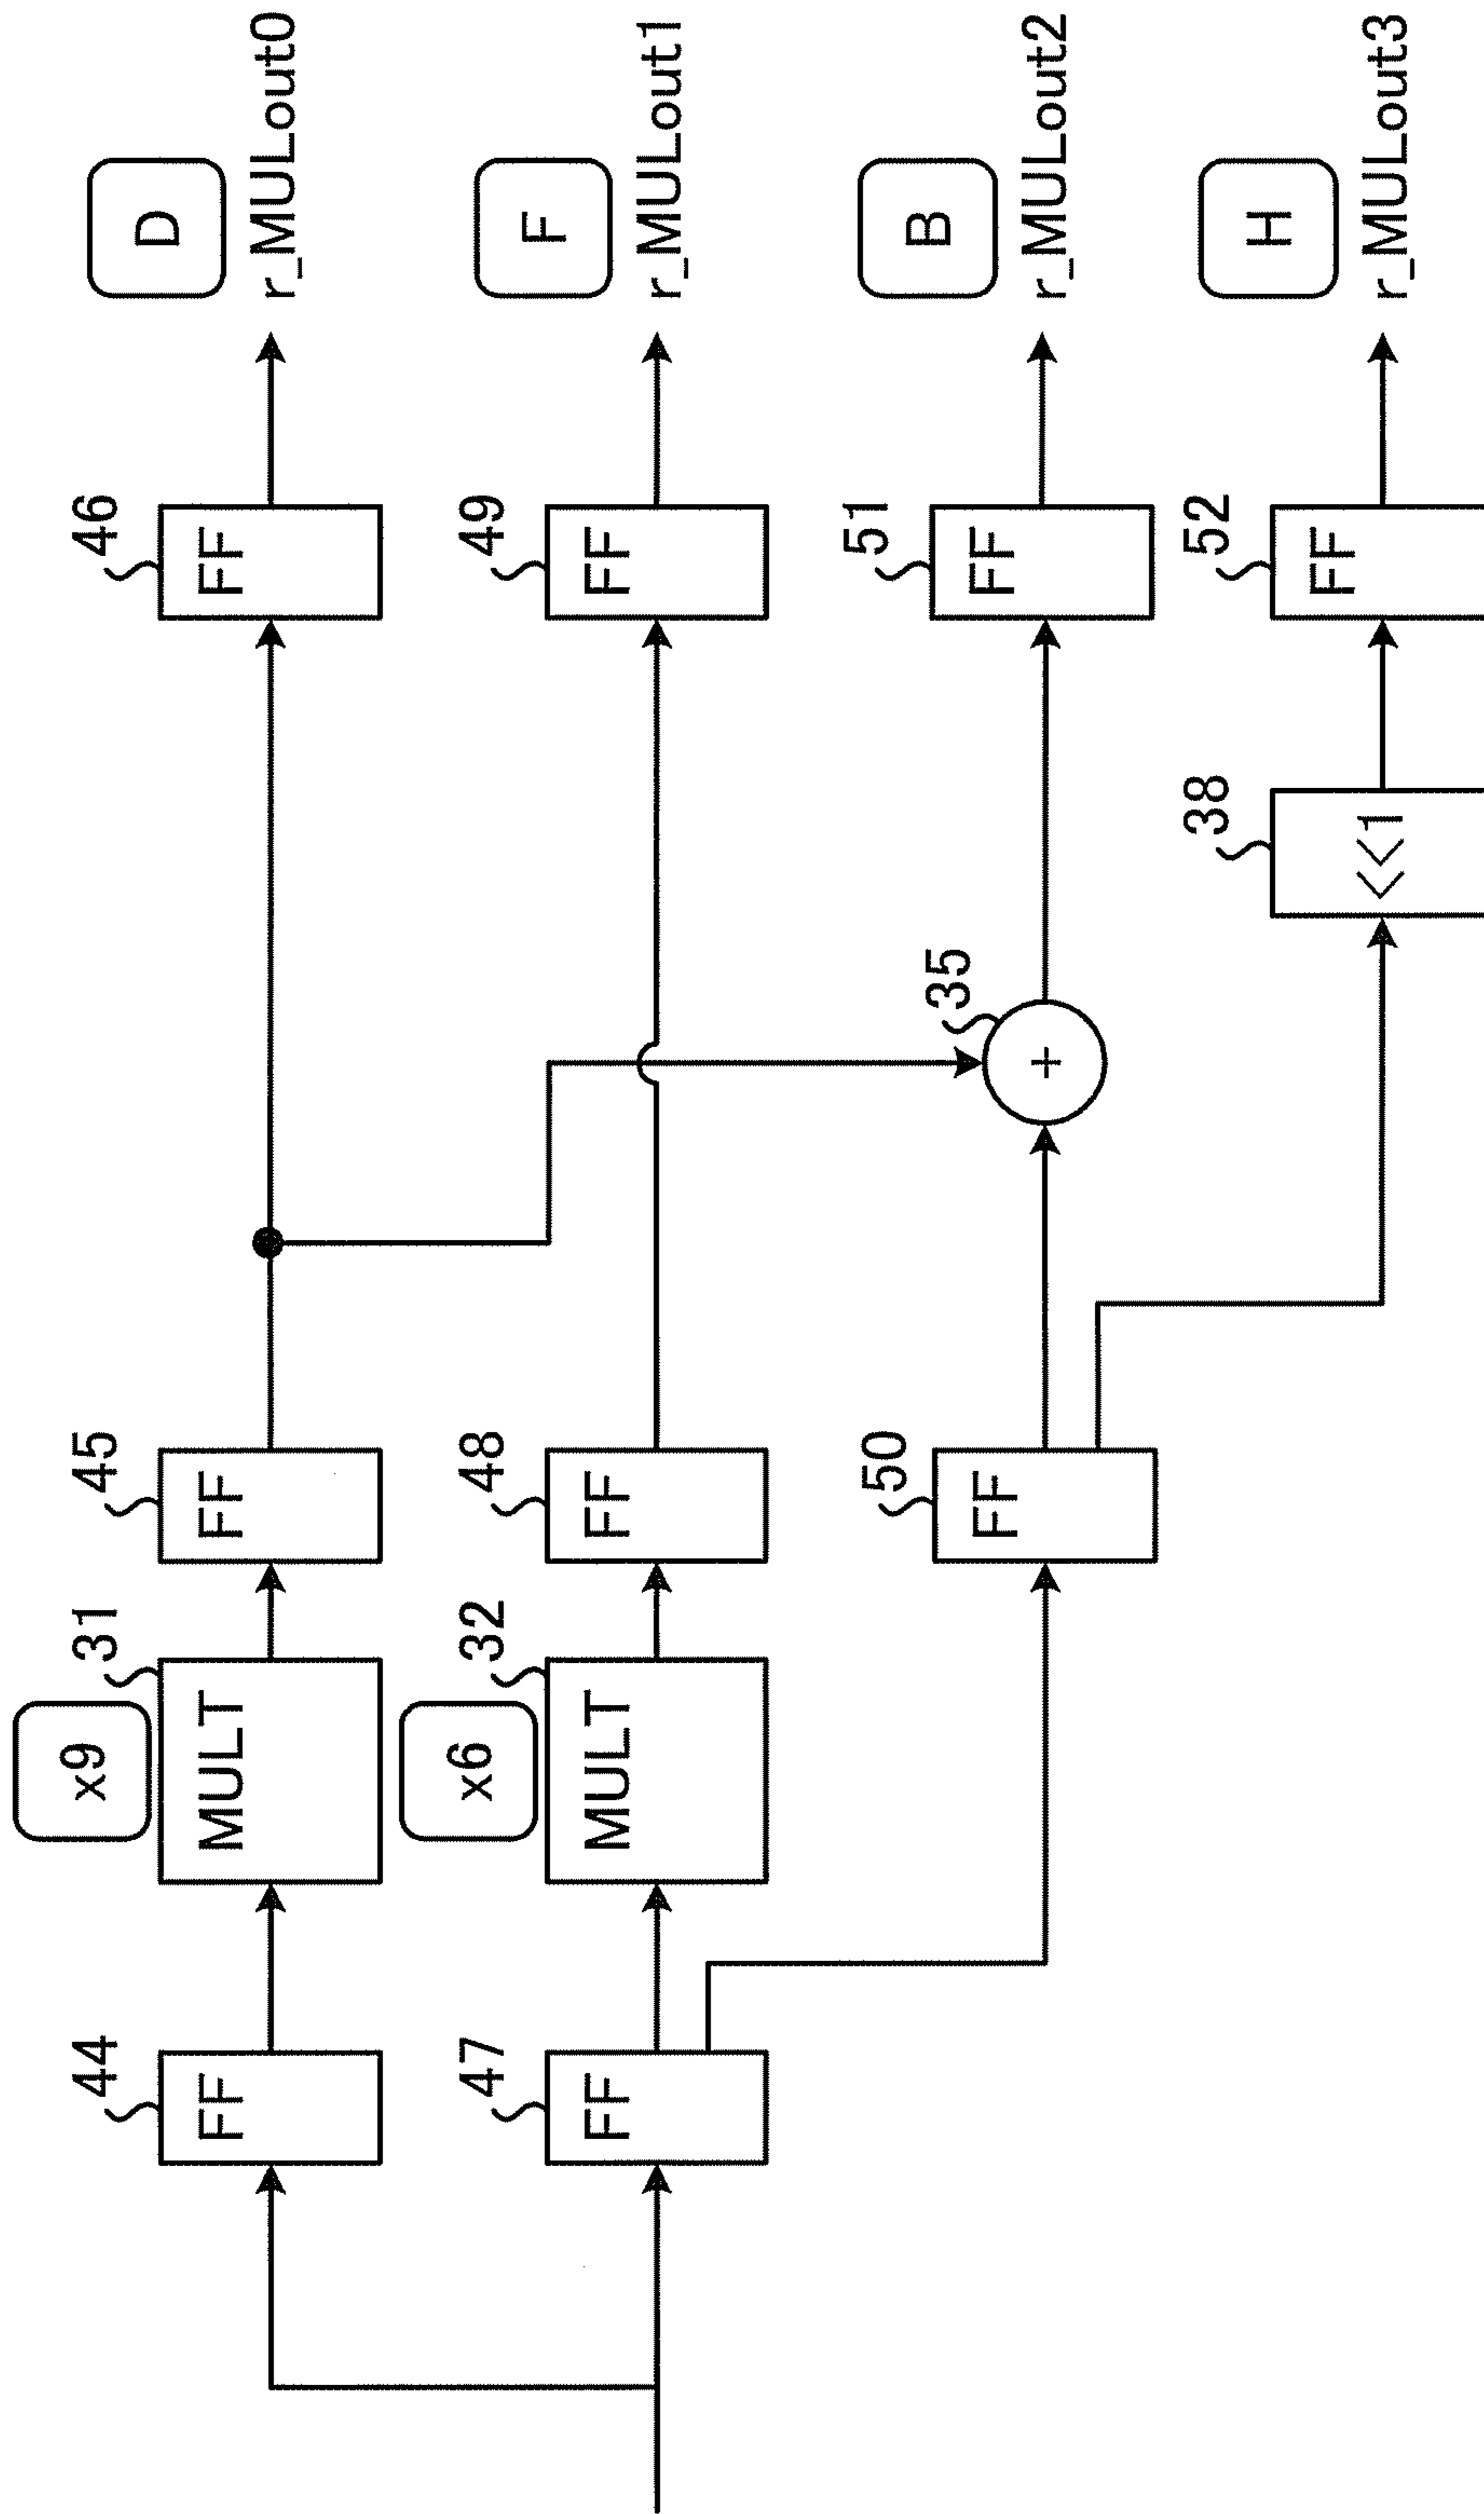 44
FF
x9
31
MULT
45
FF
46
FF
D
r_MULout0
47
FF
x6
32
MULT
48
FF
49
FF
F
r_MULout1
50
FF
35
+
51
FF
B
r_MULout2
38
<<1
52
FF
H
r_MULout3